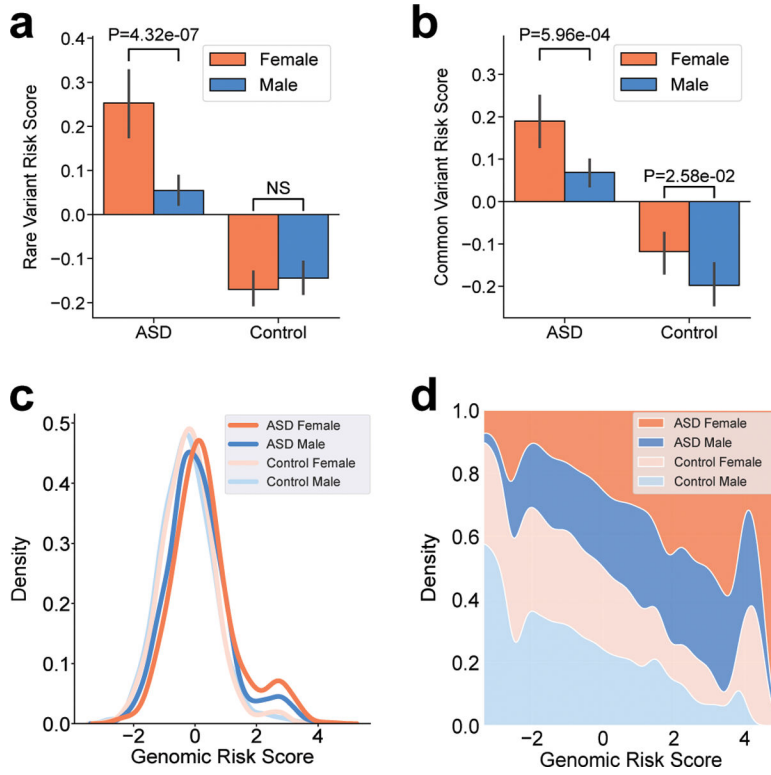 a
P=4.32e-07
Female
Male
NS
0.4
0.3
0.2
0.1
0.0
−0.1
−0.2
Rare Variant Risk Score
ASD
Control
b
P=5.96e-04
Female
Male
P=2.58e-02
0.3
0.2
0.1
0.0
−0.1
−0.2
Common Variant Risk Score
ASD
Control
c
ASD Female
ASD Male
Control Female
Control Male
0.5
0.4
0.3
0.2
0.1
0.0
Density
−2
0
2
4
Genomic Risk Score
d
ASD Female
ASD Male
Control Female
Control Male
1.0
0.8
0.6
0.4
0.2
0.0
Density
−2
0
2
4
Genomic Risk Score